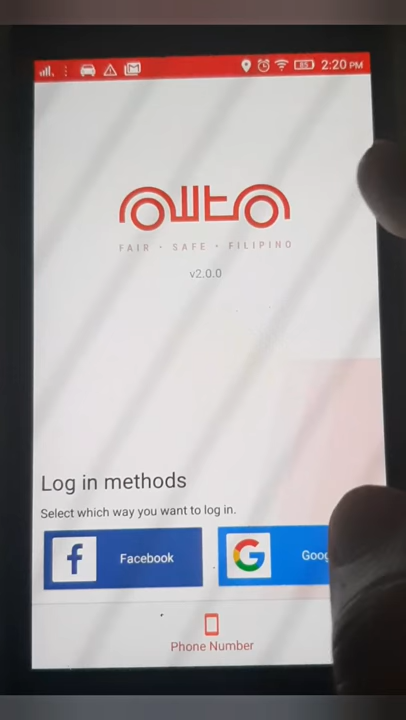 2:20 PM
auto
FAIR · SAFE · FILIPINO
v2.0.0
Log in methods
Select which way you want to log in.
Facebook
Phone Number